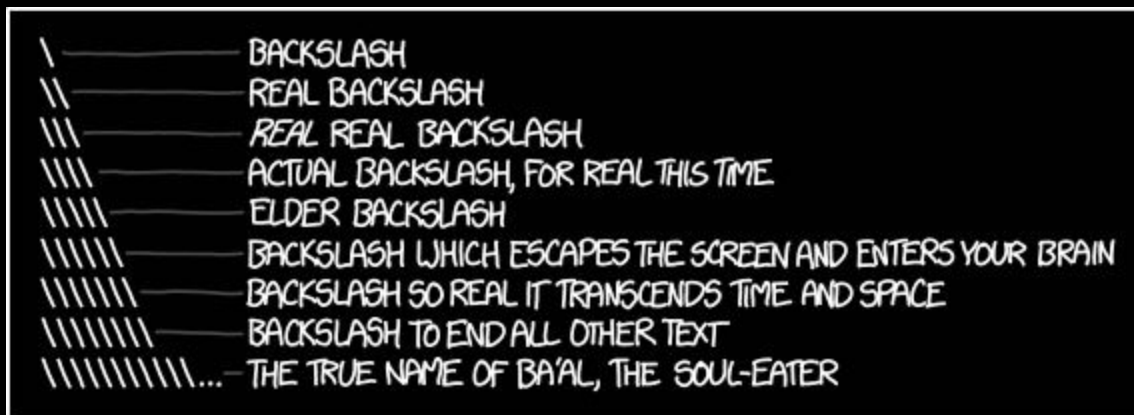 \ BACKSLASH
\\ REAL BACKSLASH
\\\ REAL REAL BACKSLASH
\\\\ ACTUAL BACKSLASH, FOR REAL THIS TIME
\\\\\ ELDER BACKSLASH
\\\\\\ BACKSLASH WHICH ESCAPES THE SCREEN AND ENTERS YOUR BRAIN
\\\\\\\ BACKSLASH SO REAL IT TRANSCENDS TIME AND SPACE
\\\\\\\\ BACKSLASH TO END ALL OTHER TEXT
\\\\\\\\\\\... THE TRUE NAME OF BA'AL, THE SOUL-EATER